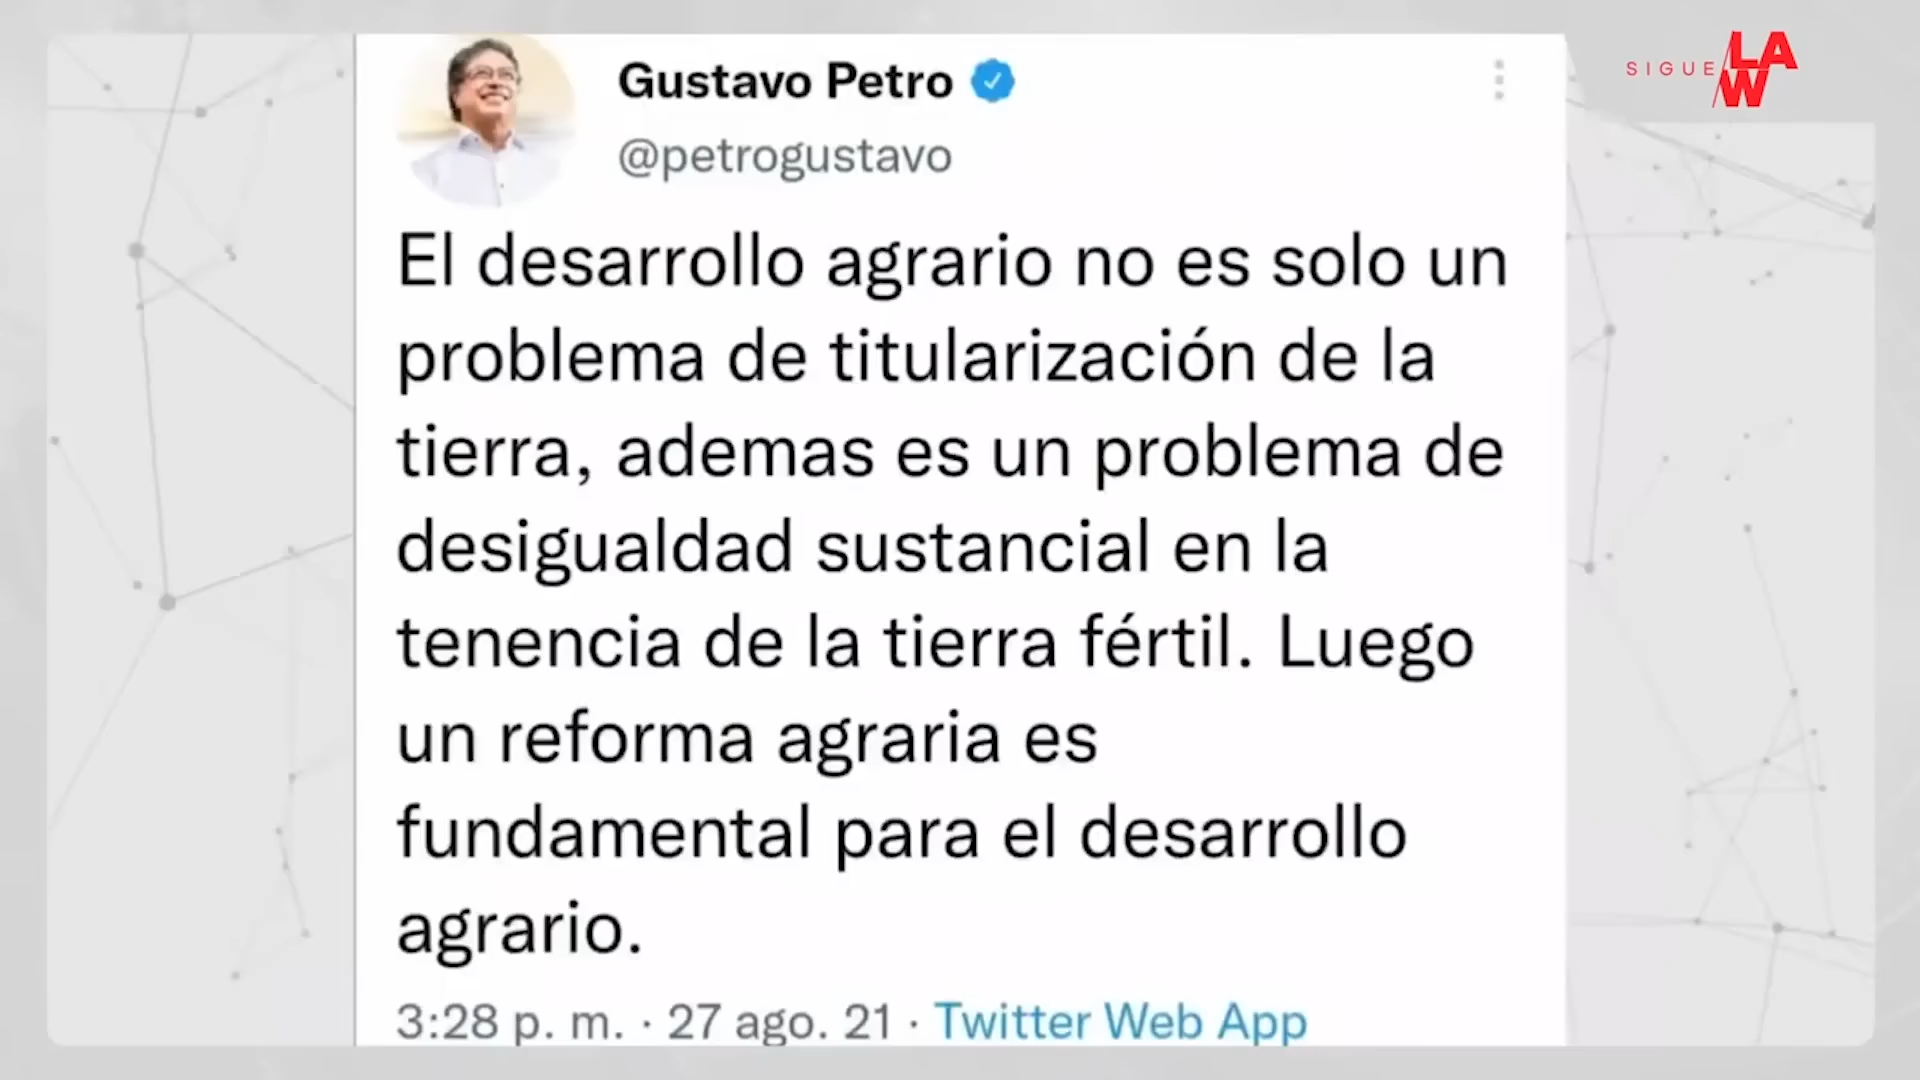 SIGUE LA W
Gustavo Petro
@petrogustavo
El desarrollo agrario no es solo un
problema de titularización de la
tierra, ademas es un problema de
desigualdad sustancial en la
tenencia de la tierra fértil. Luego
un reforma agraria es
fundamental para el desarrollo
agrario.
3:28 p. m. · 27 ago. 21 · Twitter Web App